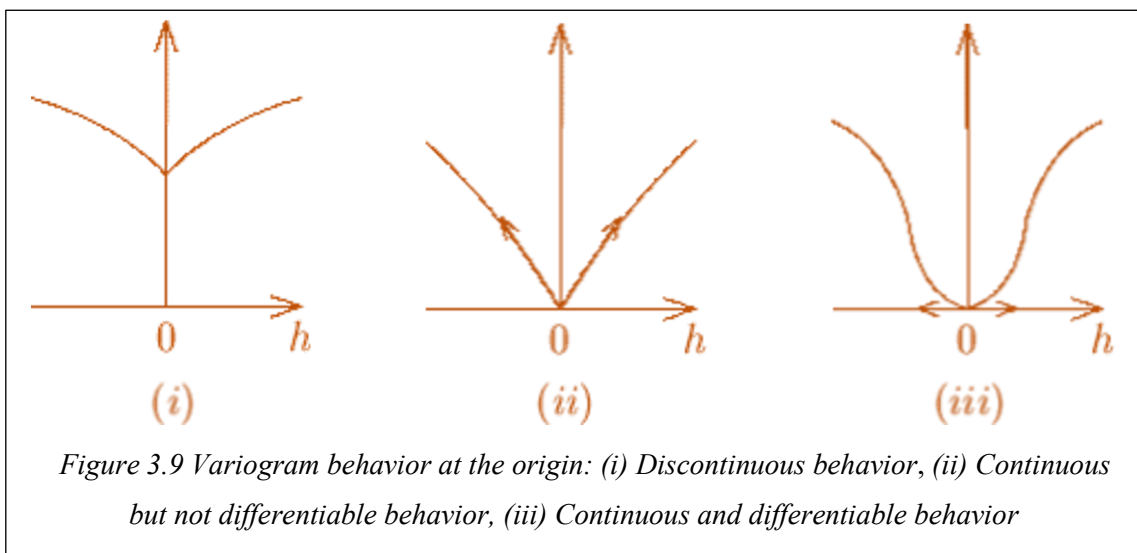 0 h 0 h 0 h
(i) (ii) (iii)
Figure 3.9 Variogram behavior at the origin: (i) Discontinuous behavior, (ii) Continuous
but not differentiable behavior, (iii) Continuous and differentiable behavior